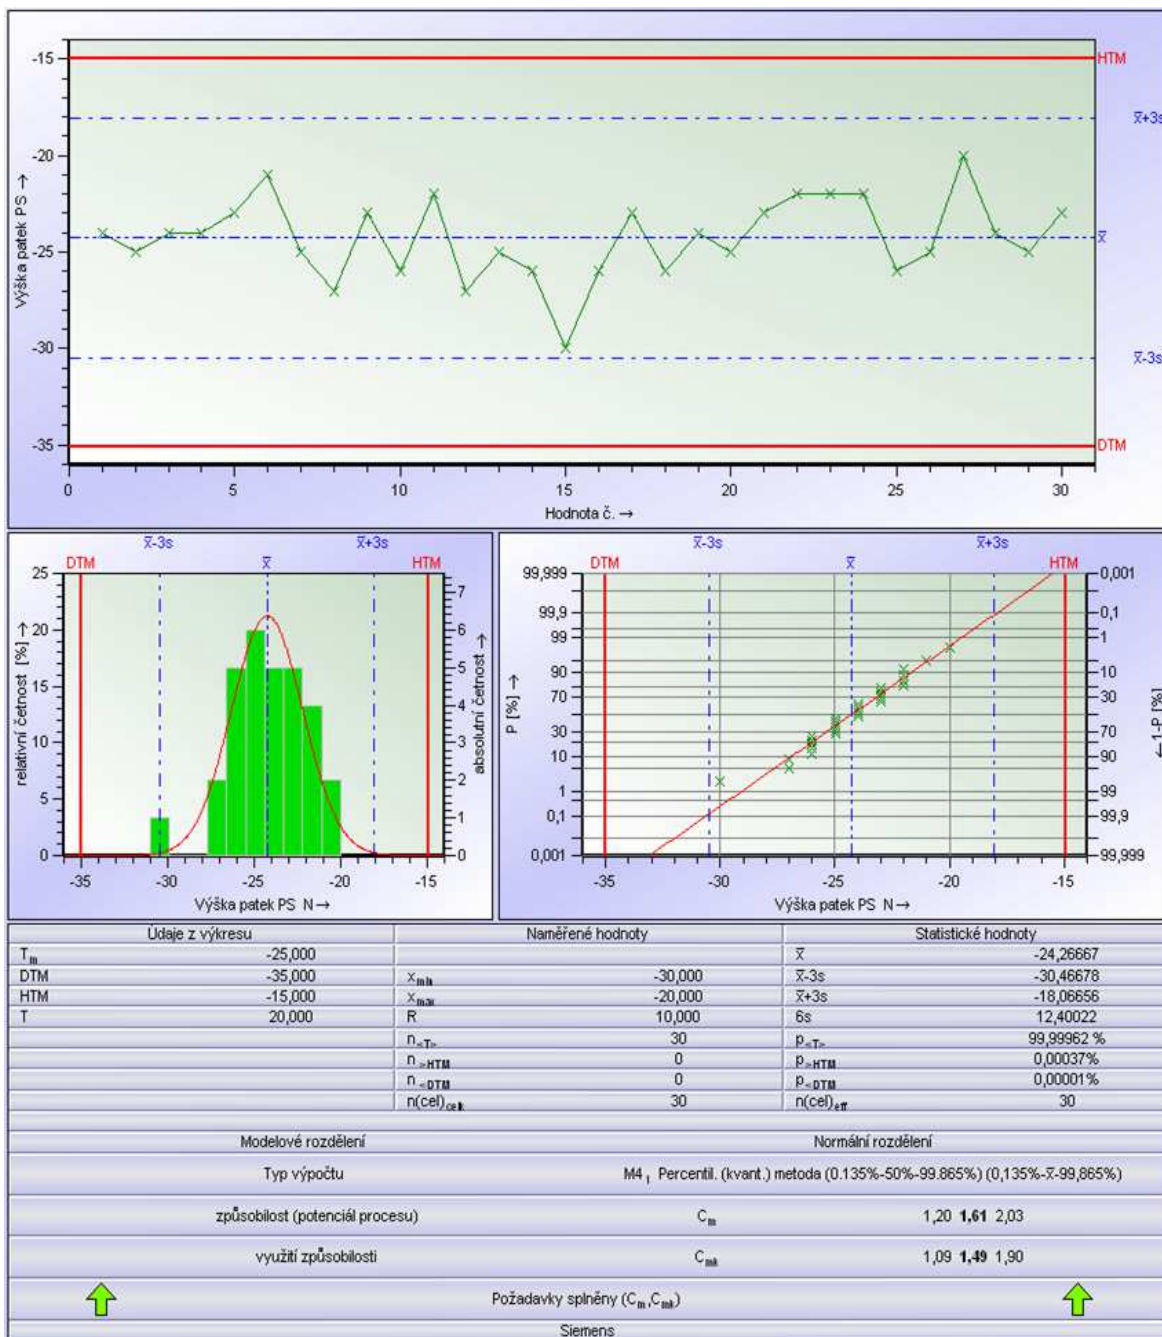 -15
-20
-25
-30
-35
HTM
x̄+3s
x̄
x̄-3s
DTM
Výška patek PS →
0 5 10 15 20 25 30
Hodnota č. →
x̄-3s x̄ x̄+3s
DTM HTM
25
20
15
10
5
0
relativní četnost [%] →
7
6
5
4
3
2
1
0
absolutní četnost →
-35 -30 -25 -20 -15
Výška patek PS N →
x̄-3s x̄ x̄+3s
DTM HTM
99,999
99,9
99
90
70
30
10
1
0,1
0,001
P [%] →
0,001
0,1
1
10
30
70
90
99
99,9
99,999
←1-P [%]
-35 -30 -25 -20 -15
Výška patek PS N →
Údaje z výkresu Naměřené hodnoty Statistické hodnoty
Tm -25,000 x̄ -24,26667
DTM -35,000 xmin -30,000 x̄-3s -30,46678
HTM -15,000 xmax -20,000 x̄+3s -18,06656
T 20,000 R 10,000 6s 12,40022
n<T> 30 p<T> 99,99962 %
n>HTM 0 p>HTM 0,00037%
n<DTM 0 p<DTM 0,00001%
n(cel)celk 30 n(cel)eff 30
Modelové rozdělení Normální rozdělení
Typ výpočtu M4₁ Percentil. (kvant.) metoda (0.135%-50%-99.865%) (0,135%-x̄-99,865%)
způsobilost (potenciál procesu) Cm 1,20 1,61 2,03
využití způsobilosti Cmk 1,09 1,49 1,90
Požadavky splněny (Cm,Cmk)
Siemens